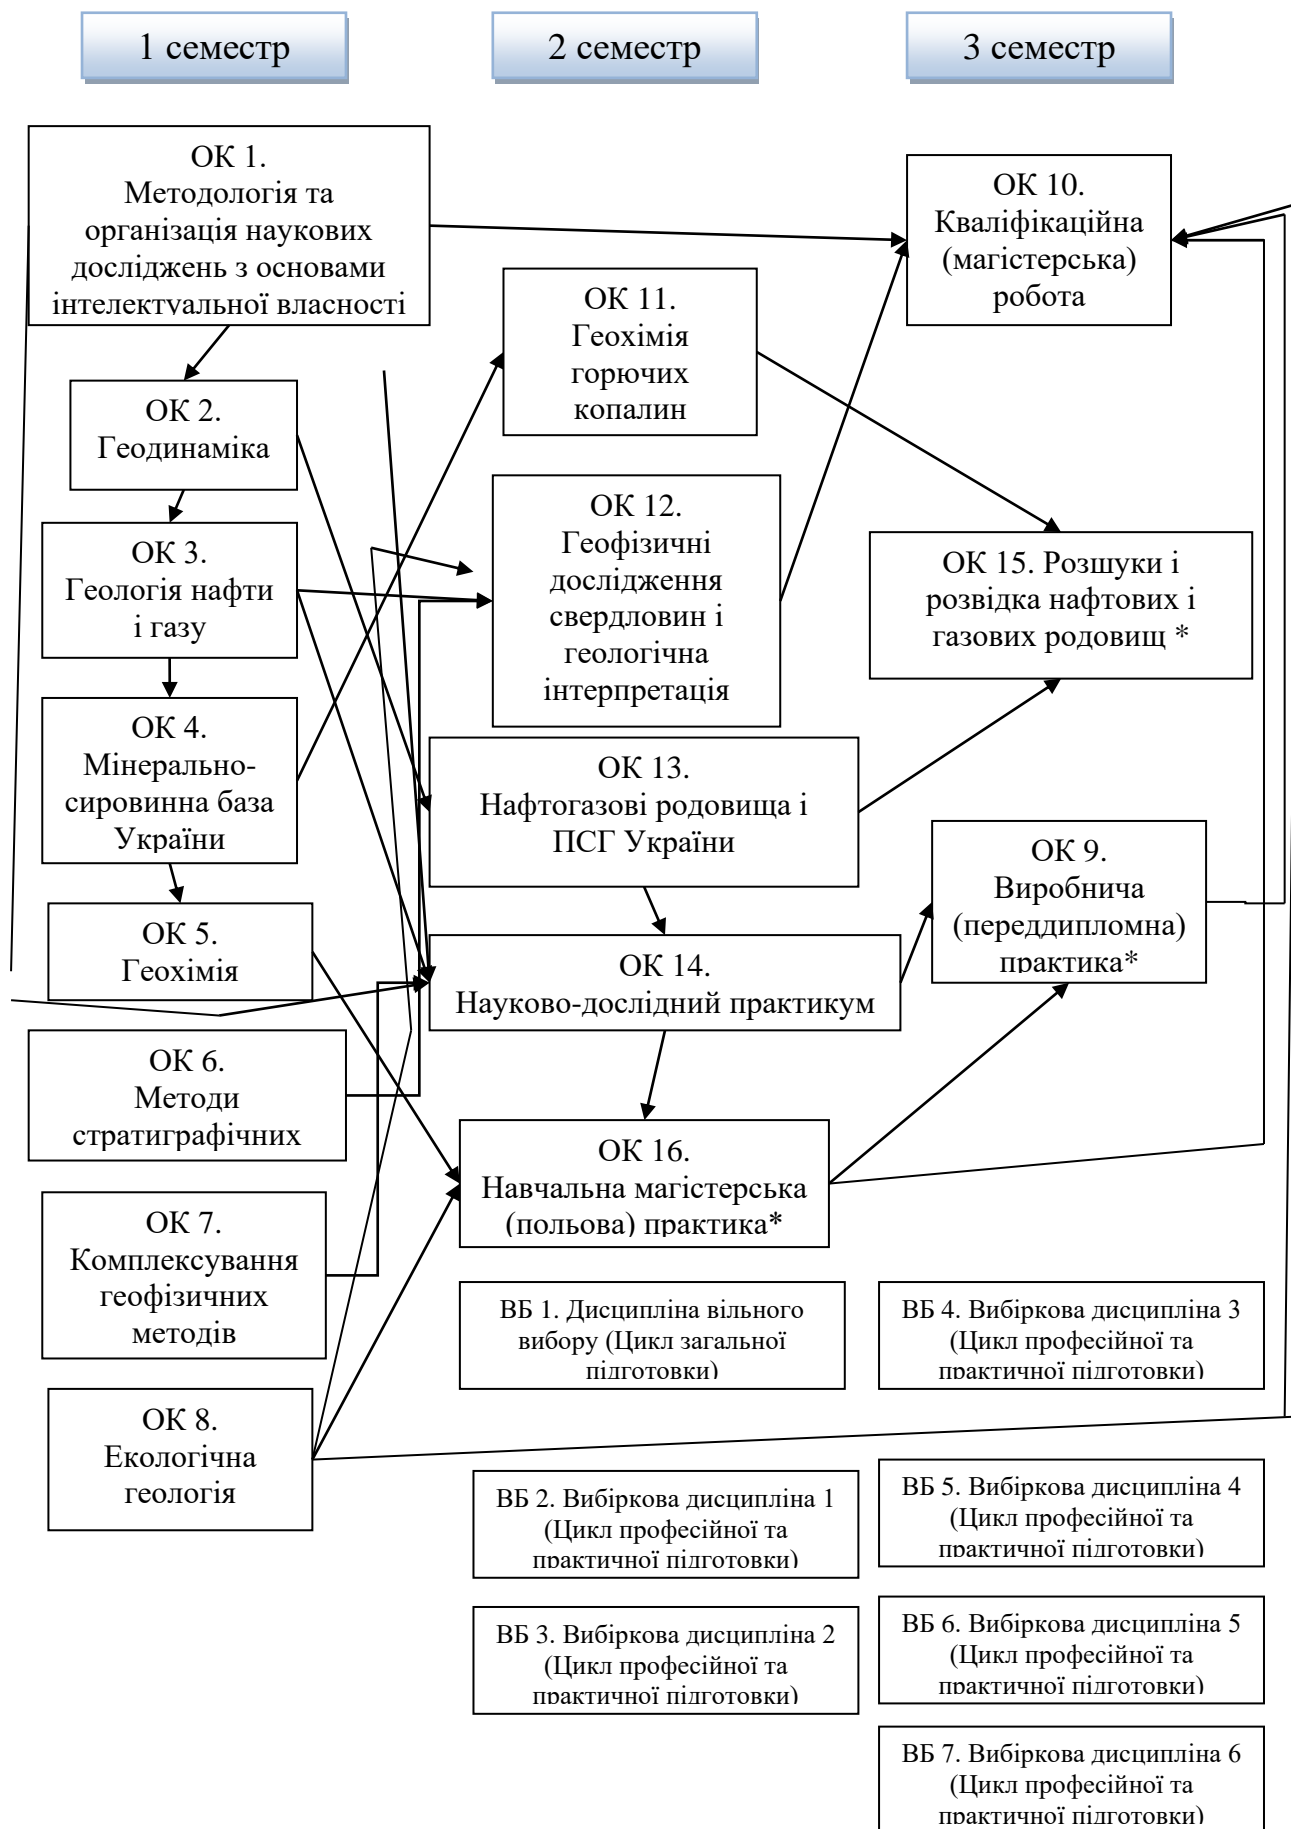 1 семестр
2 семестр
3 семестр
ОК 1.
Методологія та
організація наукових
досліджень з основами
інтелектуальної власності
ОК 2.
Геодинаміка
ОК 3.
Геологія нафти
і газу
ОК 4.
Мінерально-
сировинна база
України
ОК 5.
Геохімія
ОК 6.
Методи
стратиграфічних
ОК 7.
Комплексування
геофізичних
методів
ОК 8.
Екологічна
геологія
ОК 11.
Геохімія
горючих
копалин
ОК 12.
Геофізичні
дослідження
свердловин і
геологічна
інтерпретація
ОК 13.
Нафтогазові родовища і
ПСГ України
ОК 14.
Науково-дослідний практикум
ОК 16.
Навчальна магістерська
(польова) практика*
ВБ 1. Дисципліна вільного
вибору (Цикл загальної
підготовки)
ВБ 2. Вибіркова дисципліна 1
(Цикл професійної та
практичної підготовки)
ВБ 3. Вибіркова дисципліна 2
(Цикл професійної та
практичної підготовки)
ОК 10.
Кваліфікаційна
(магістерська)
робота
ОК 15. Розшуки і
розвідка нафтових і
газових родовищ *
ОК 9.
Виробнича
(переддипломна)
практика*
ВБ 4. Вибіркова дисципліна 3
(Цикл професійної та
практичної підготовки)
ВБ 5. Вибіркова дисципліна 4
(Цикл професійної та
практичної підготовки)
ВБ 6. Вибіркова дисципліна 5
(Цикл професійної та
практичної підготовки)
ВБ 7. Вибіркова дисципліна 6
(Цикл професійної та
практичної підготовки)